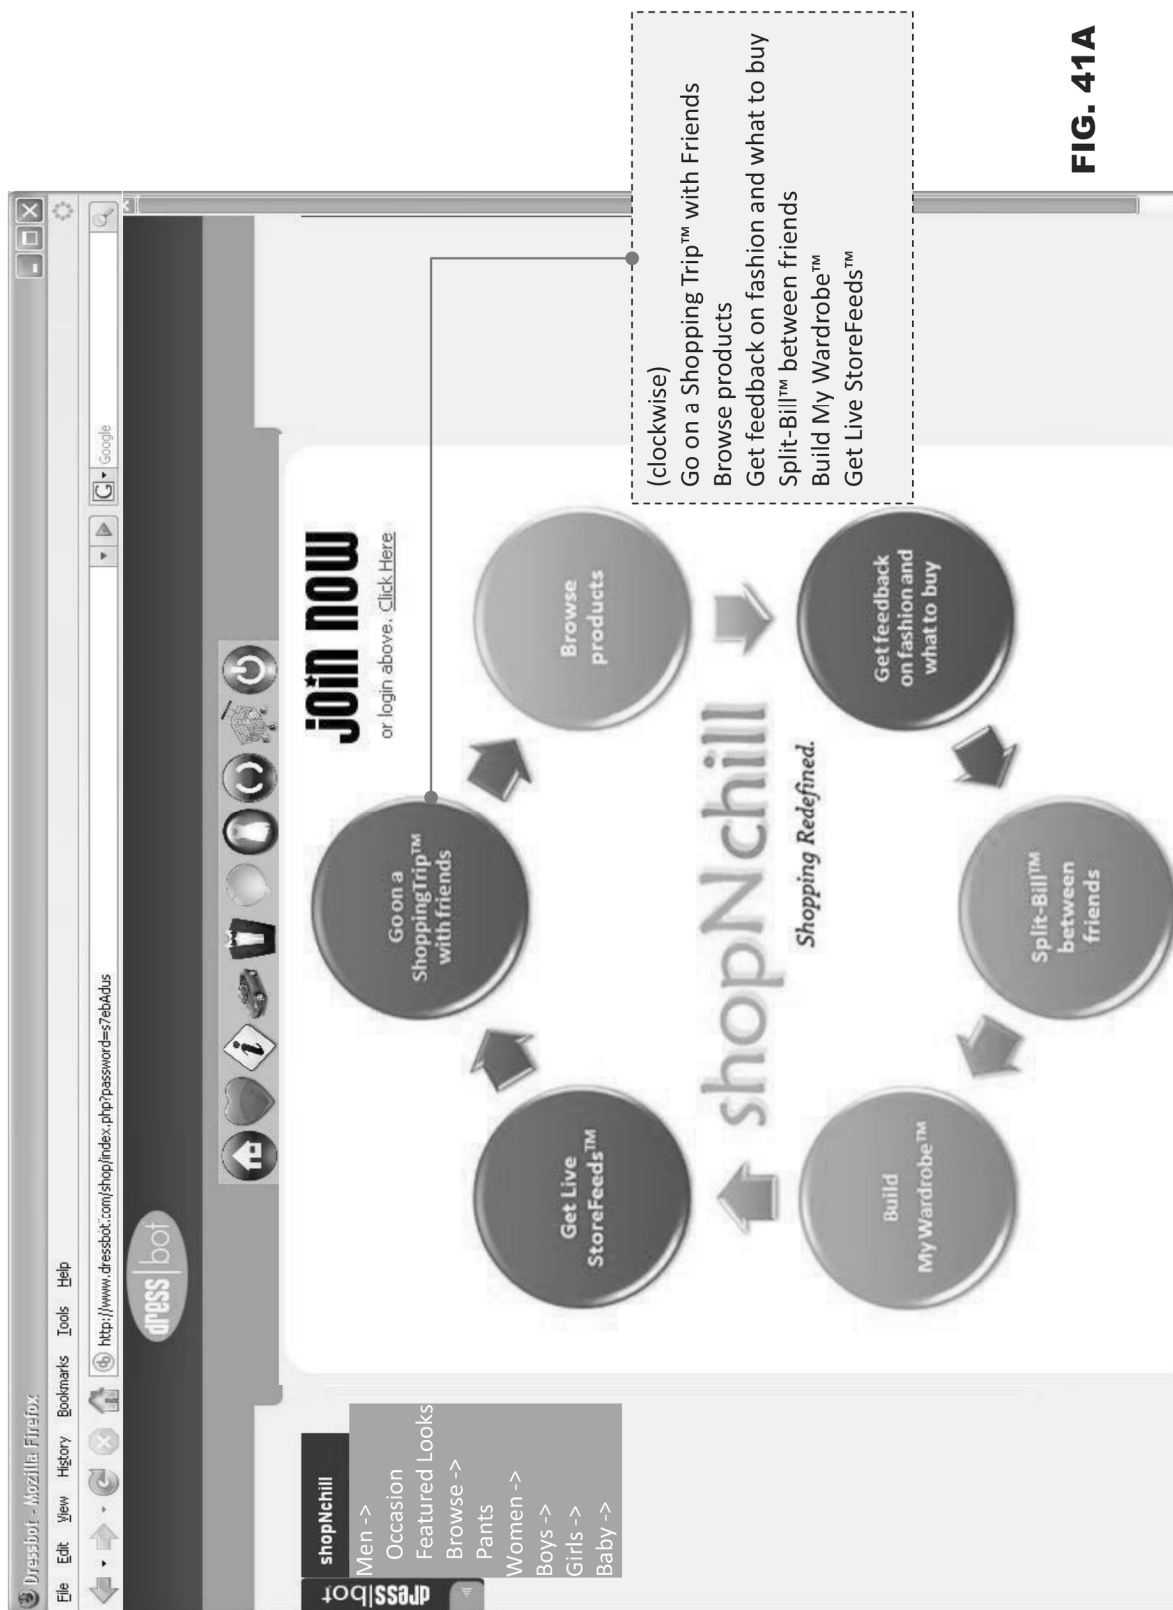 Dressbot - Mozilla Firefox
File Edit View History Bookmarks Tools Help
http://www.dressbot.com/shop/index.php?password=s7ebAdus
G Google
dress|bot
join now
or login above. Click Here
dress|bot
shopNchill
Men ->
Occasion
Featured Looks
Browse ->
Pants
Women ->
Boys ->
Girls ->
Baby ->
Go on a
ShoppingTrip™
with friends
Browse
products
Get feedback
on fashion and
what to buy
Split-Bill™
between
friends
Build
My Wardrobe™
Get Live
StoreFeeds™
shopNchill
Shopping Redefined.
(clockwise)
Go on a Shopping Trip™ with Friends
Browse products
Get feedback on fashion and what to buy
Split-Bill™ between friends
Build My Wardrobe™
Get Live StoreFeeds™
FIG. 41A